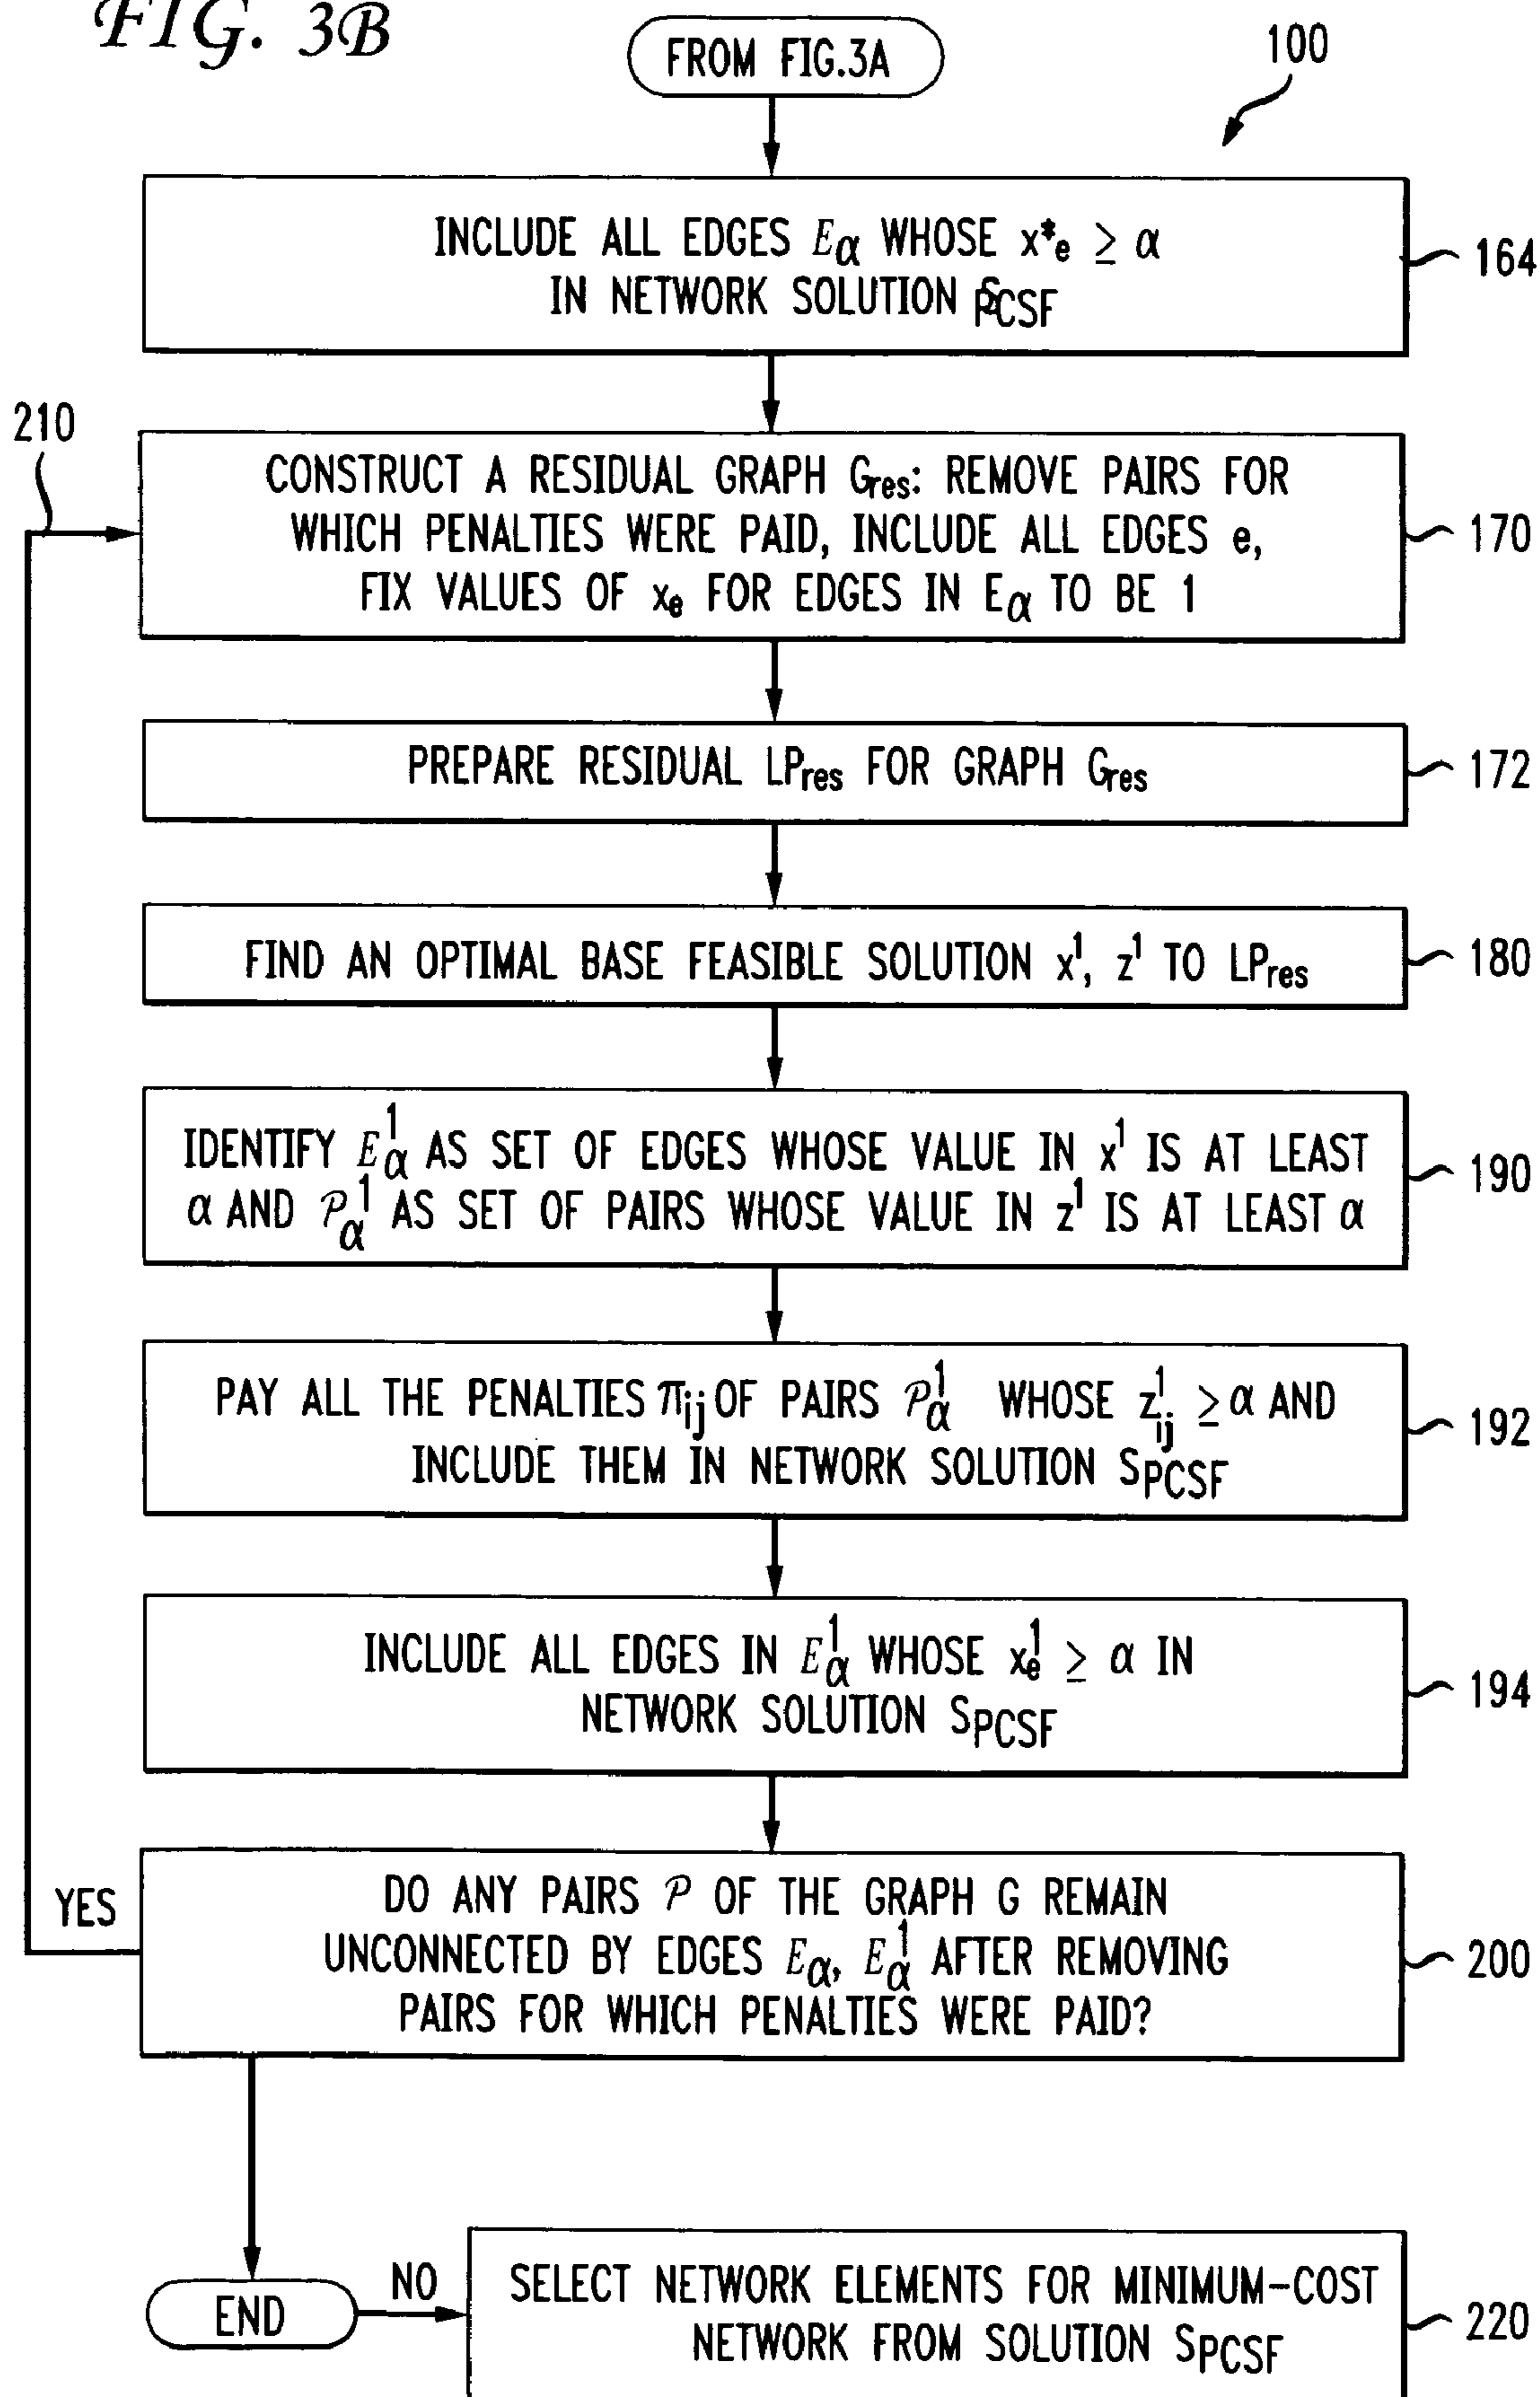 FIG. 3B
FROM FIG.3A
100
INCLUDE ALL EDGES Eα WHOSE x*e ≥ α
IN NETWORK SOLUTION SPCSF
164
210
CONSTRUCT A RESIDUAL GRAPH Gres: REMOVE PAIRS FOR
WHICH PENALTIES WERE PAID, INCLUDE ALL EDGES e,
FIX VALUES OF xe FOR EDGES IN Eα TO BE 1
170
PREPARE RESIDUAL LPres FOR GRAPH Gres
172
FIND AN OPTIMAL BASE FEASIBLE SOLUTION x¹, z¹ TO LPres
180
IDENTIFY E¹α AS SET OF EDGES WHOSE VALUE IN x¹ IS AT LEAST
α AND P¹α AS SET OF PAIRS WHOSE VALUE IN z¹ IS AT LEAST α
190
PAY ALL THE PENALTIES πij OF PAIRS P¹α WHOSE z¹ij ≥ α AND
INCLUDE THEM IN NETWORK SOLUTION SPCSF
192
INCLUDE ALL EDGES IN E¹α WHOSE x¹e ≥ α IN
NETWORK SOLUTION SPCSF
194
YES
DO ANY PAIRS P OF THE GRAPH G REMAIN
UNCONNECTED BY EDGES Eα, E¹α AFTER REMOVING
PAIRS FOR WHICH PENALTIES WERE PAID?
200
END
NO
SELECT NETWORK ELEMENTS FOR MINIMUM-COST
NETWORK FROM SOLUTION SPCSF
220